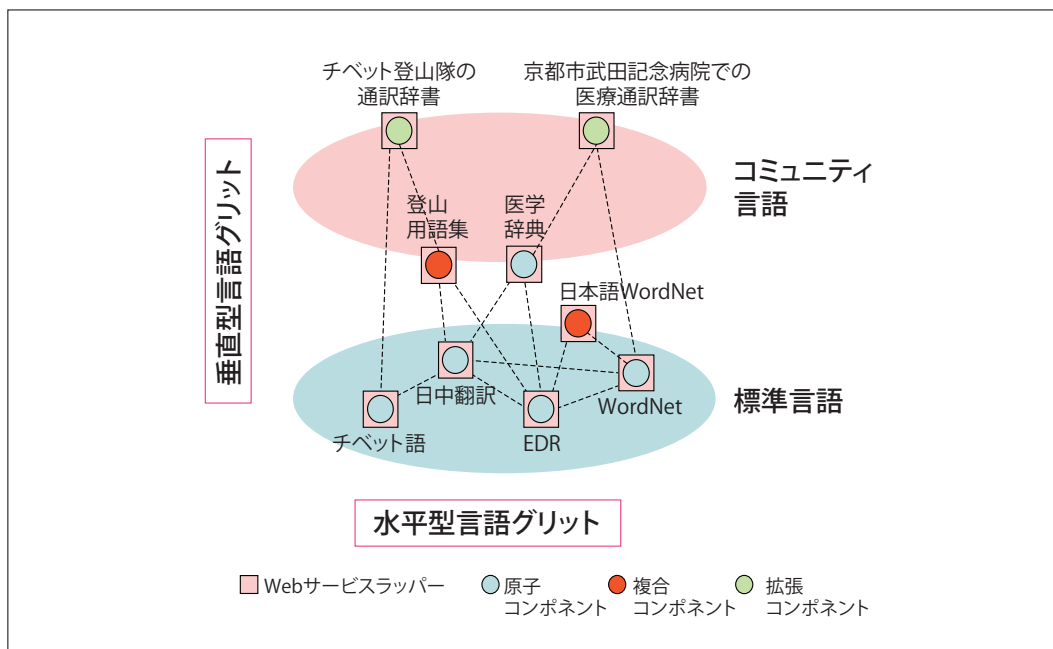 チベット登山隊の
通訳辞書
京都市武田記念病院での
医療通訳辞書
垂直型言語グリット
コミュニティ
言語
登山
用語集
医学
辞典
日本語WordNet
日中翻訳
WordNet
標準言語
チベット語
EDR
水平型言語グリット
Webサービスラッパー
原子
コンポーネント
複合
コンポーネント
拡張
コンポーネント